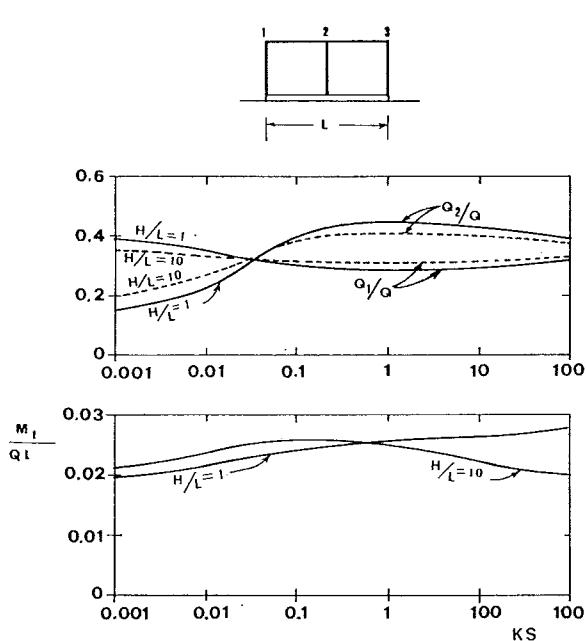 1 2 3
L
0.6
0.4
0.2
0
H/L=1
H/L=10
H/L=10
H/L=1
Q2/Q
Q1/Q
0.001 0.01 0.1 1 10 100
0.03
0.02
0.01
0
M1
QL
H/L=1
H/L=10
0.001 0.01 0.1 1 100 100
KS